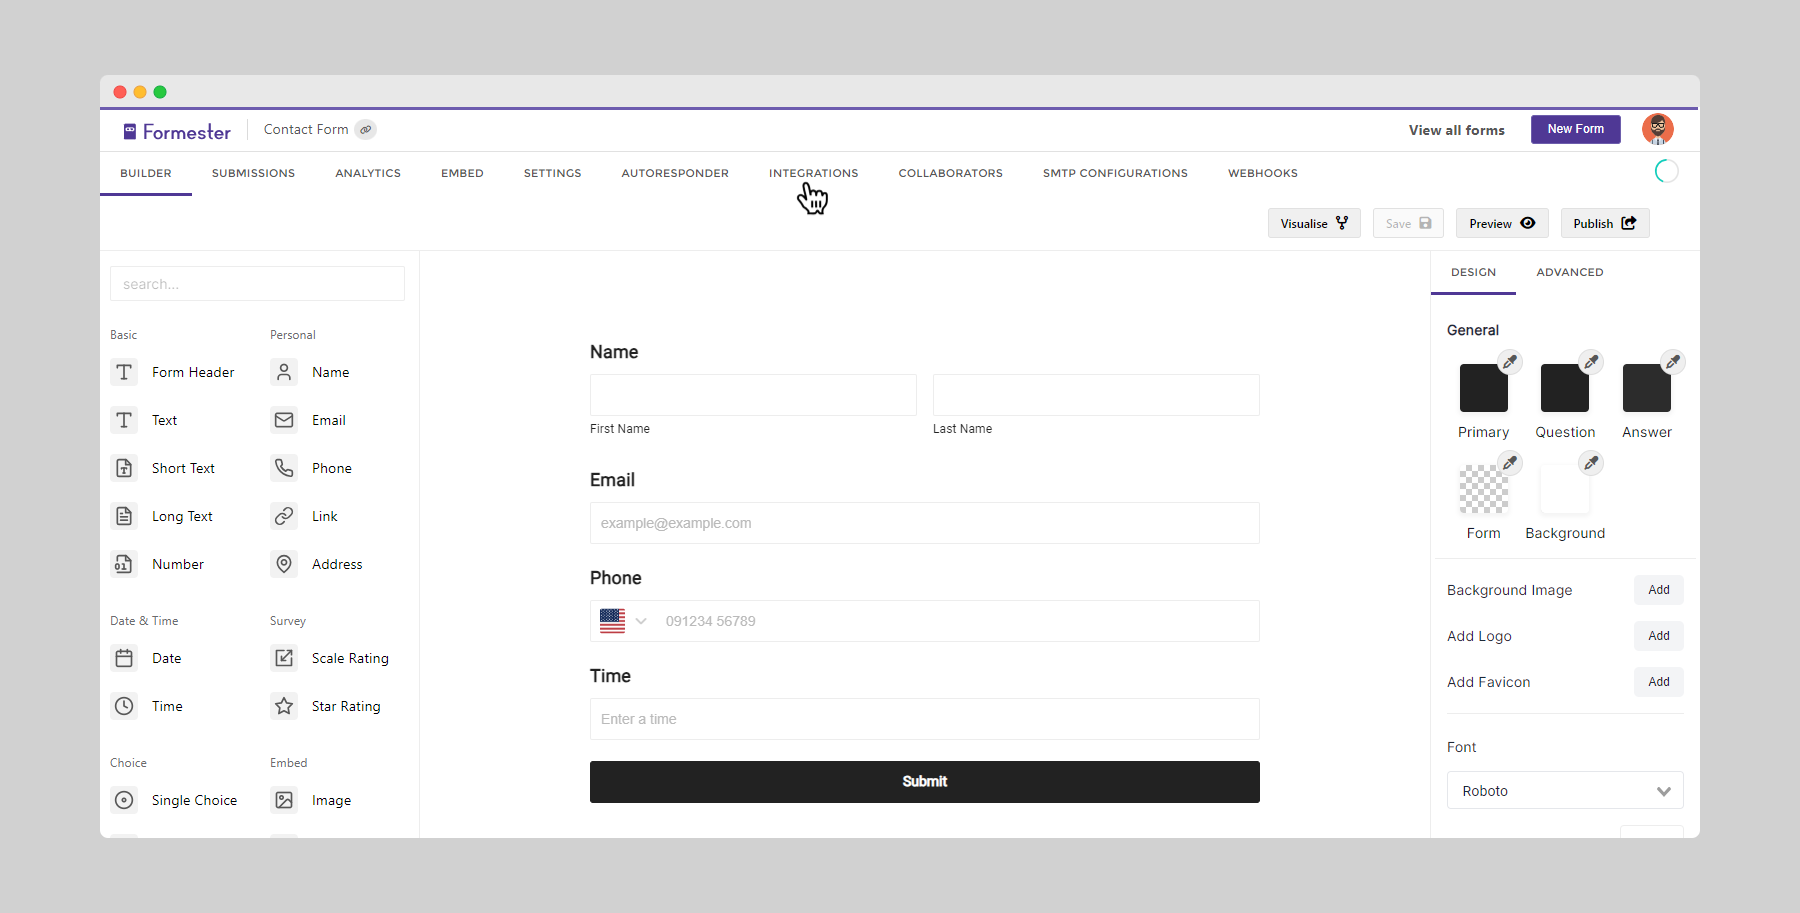 Formester
Contact Form
View all forms
New Form
BUILDER SUBMISSIONS ANALYTICS EMBED SETTINGS AUTORESPONDER INTEGRATIONS COLLABORATORS SMTP CONFIGURATIONS WEBHOOKS
Visualise Save Preview Publish
search...
Basic
Form Header
Text
Short Text
Long Text
Number
Personal
Name
Email
Phone
Link
Address
Date & Time
Date
Time
Survey
Scale Rating
Star Rating
Choice
Single Choice
Embed
Image
Name
First Name Last Name
Email
example@example.com
Phone
091234 56789
Time
Enter a time
Submit
DESIGN ADVANCED
General
Primary Question Answer
Form Background
Background Image Add
Add Logo Add
Add Favicon Add
Font
Roboto